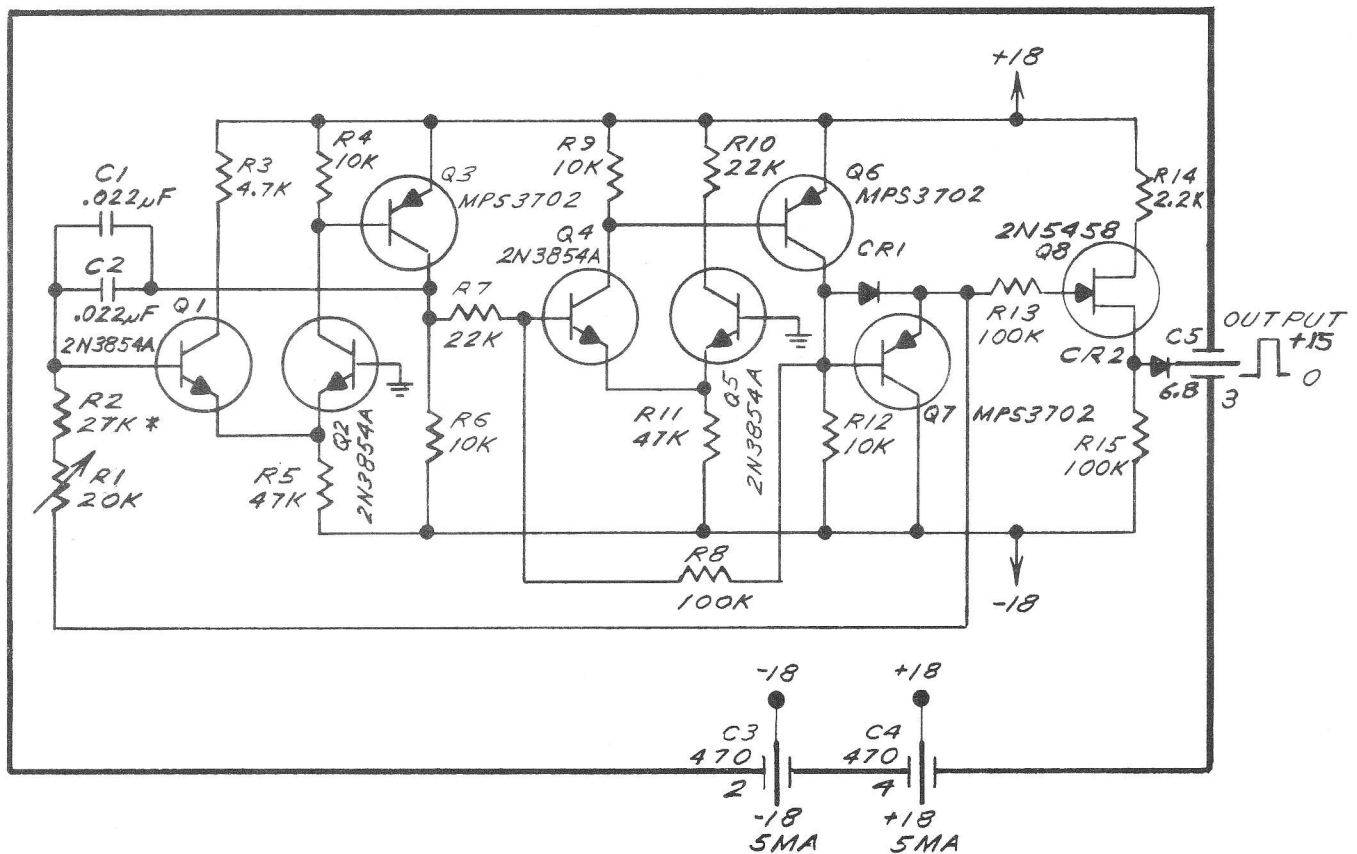 +18
C1
.022µF
C2
.022µF
R3
4.7K
R4
10K
Q3
MPS3702
R9
10K
R10
22K
Q6
MPS3702
R14
2.2K
2N5458
Q8
Q4
2N3854A
CR1
Q1
2N3854A
R7
22K
R13
100K
CR2
C5
6.8
3
OUTPUT
+15
0
R2
27K *
R1
20K
Q2
2N3854A
R5
47K
R6
10K
R11
47K
Q5
2N3854A
R12
10K
Q7 MPS3702
R15
100K
R8
100K
-18
-18
+18
C3
470
2
C4
470
4
-18
5MA
+18
5MA